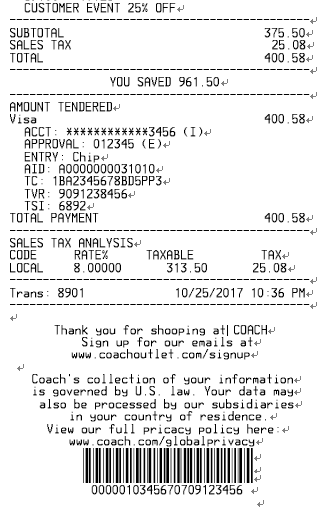 CUSTOMER EVENT 25% OFF↵
SUBTOTAL 375.50↵
SALES TAX 25.08↵
TOTAL 400.58↵
YOU SAVED 961.50↵
AMOUNT TENDERED↵
Visa 400.58↵
ACCT: ************3456 (I)↵
APPROVAL: 012345 (E)↵
ENTRY: Chip↵
AID: A0000000031010↵
TC: 1BA2345678BD5PP3↵
TVR: 9091238456↵
TSI: 6892↵
TOTAL PAYMENT 400.58↵
SALES TAX ANALYSIS↵
CODE RATE% TAXABLE TAX↵
LOCAL 8.00000 313.50 25.08↵
Trans: 8901 10/25/2017 10:36 PM↵
Thank you for shooping at COACH↵
Sign up for our emails at↵
www.coachoutlet.com/signup↵
Coach's collection of your information↵
is governed by U.S. law. Your data may↵
also be processed by our subsidiaries↵
in your country of residence.↵
View our full pricacy policy here:↵
www.coach.com/globalprivacy↵
0000010345670709123456↵